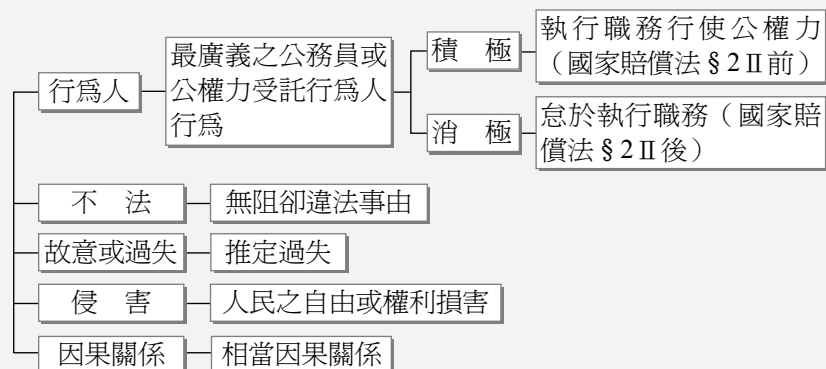 行為人
最廣義之公務員或
公權力受託行為人
行為
積 極
執行職務行使公權力
（國家賠償法§2Ⅱ前）
消 極
怠於執行職務（國家賠
償法§2Ⅱ後）
不 法
無阻卻違法事由
故意或過失
推定過失
侵 害
人民之自由或權利損害
因果關係
相當因果關係